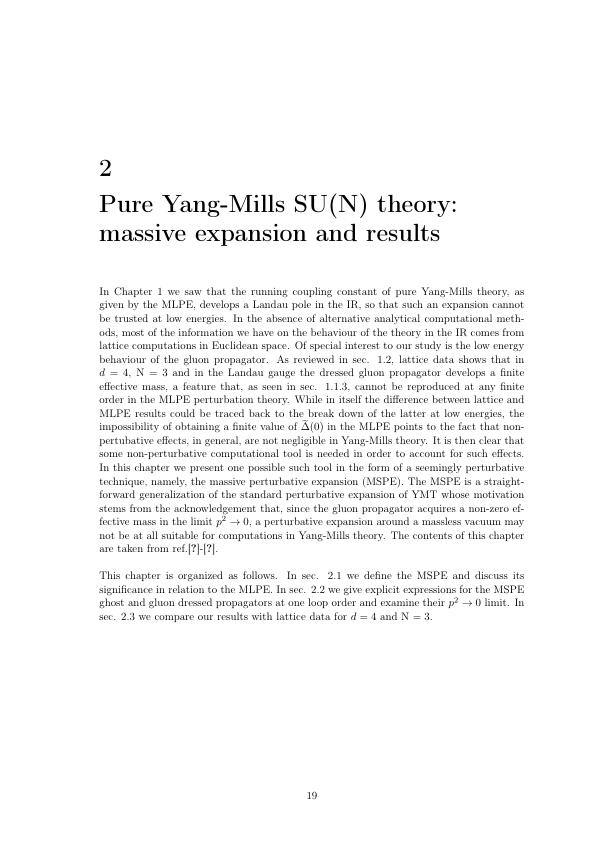 2
Pure Yang-Mills SU(N) theory:
massive expansion and results
In Chapter 1 we saw that the running coupling constant of pure Yang-Mills theory, as
given by the MLPE, develops a Landau pole in the IR, so that such an expansion cannot
be trusted at low energies. In the absence of alternative analytical computational meth-
ods, most of the information we have on the behaviour of the theory in the IR comes from
lattice computations in Euclidean space. Of special interest to our study is the low energy
behaviour of the gluon propagator. As reviewed in sec. 1.2, lattice data shows that in
d = 4, N = 3 and in the Landau gauge the dressed gluon propagator develops a finite
effective mass, a feature that, as seen in sec. 1.1.3, cannot be reproduced at any finite
order in the MLPE perturbation theory. While in itself the difference between lattice and
MLPE results could be traced back to the break down of the latter at low energies, the
impossibility of obtaining a finite value of Δ̃(0) in the MLPE points to the fact that non-
pertubative effects, in general, are not negligible in Yang-Mills theory. It is then clear that
some non-perturbative computational tool is needed in order to account for such effects.
In this chapter we present one possible such tool in the form of a seemingly perturbative
technique, namely, the massive perturbative expansion (MSPE). The MSPE is a straight-
forward generalization of the standard perturbative expansion of YMT whose motivation
stems from the acknowledgement that, since the gluon propagator acquires a non-zero ef-
fective mass in the limit p² → 0, a perturbative expansion around a massless vacuum may
not be at all suitable for computations in Yang-Mills theory. The contents of this chapter
are taken from ref.[?]-[?].
This chapter is organized as follows. In sec. 2.1 we define the MSPE and discuss its
significance in relation to the MLPE. In sec. 2.2 we give explicit expressions for the MSPE
ghost and gluon dressed propagators at one loop order and examine their p² → 0 limit. In
sec. 2.3 we compare our results with lattice data for d = 4 and N = 3.
19